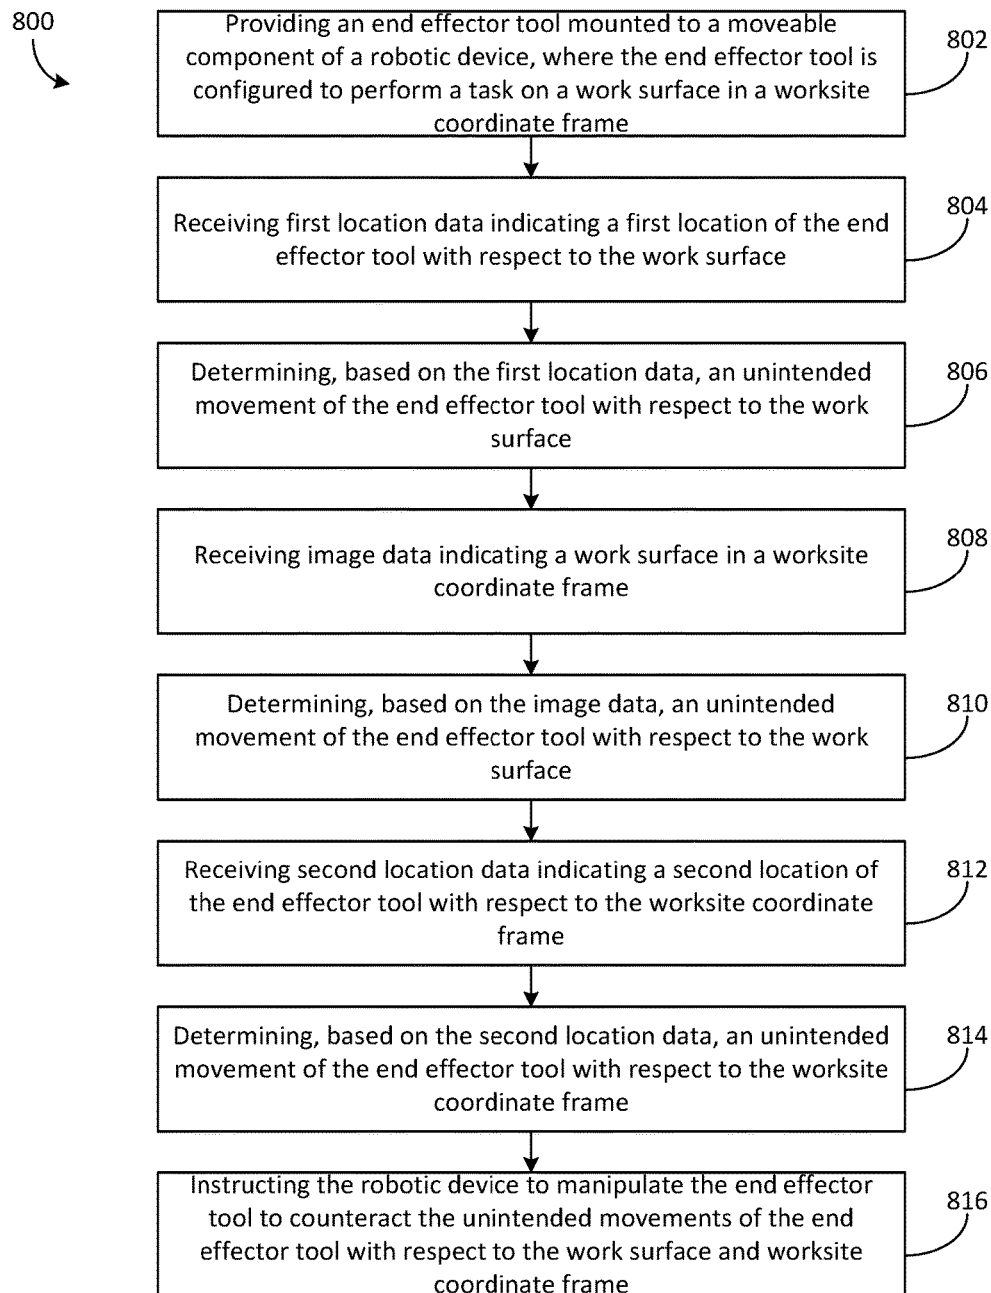 800
Providing an end effector tool mounted to a moveable
component of a robotic device, where the end effector tool is
configured to perform a task on a work surface in a worksite
coordinate frame
802
Receiving first location data indicating a first location of the end
effector tool with respect to the work surface
804
Determining, based on the first location data, an unintended
movement of the end effector tool with respect to the work
surface
806
Receiving image data indicating a work surface in a worksite
coordinate frame
808
Determining, based on the image data, an unintended
movement of the end effector tool with respect to the work
surface
810
Receiving second location data indicating a second location of
the end effector tool with respect to the worksite coordinate
frame
812
Determining, based on the second location data, an unintended
movement of the end effector tool with respect to the worksite
coordinate frame
814
Instructing the robotic device to manipulate the end effector
tool to counteract the unintended movements of the end
effector tool with respect to the work surface and worksite
coordinate frame
816